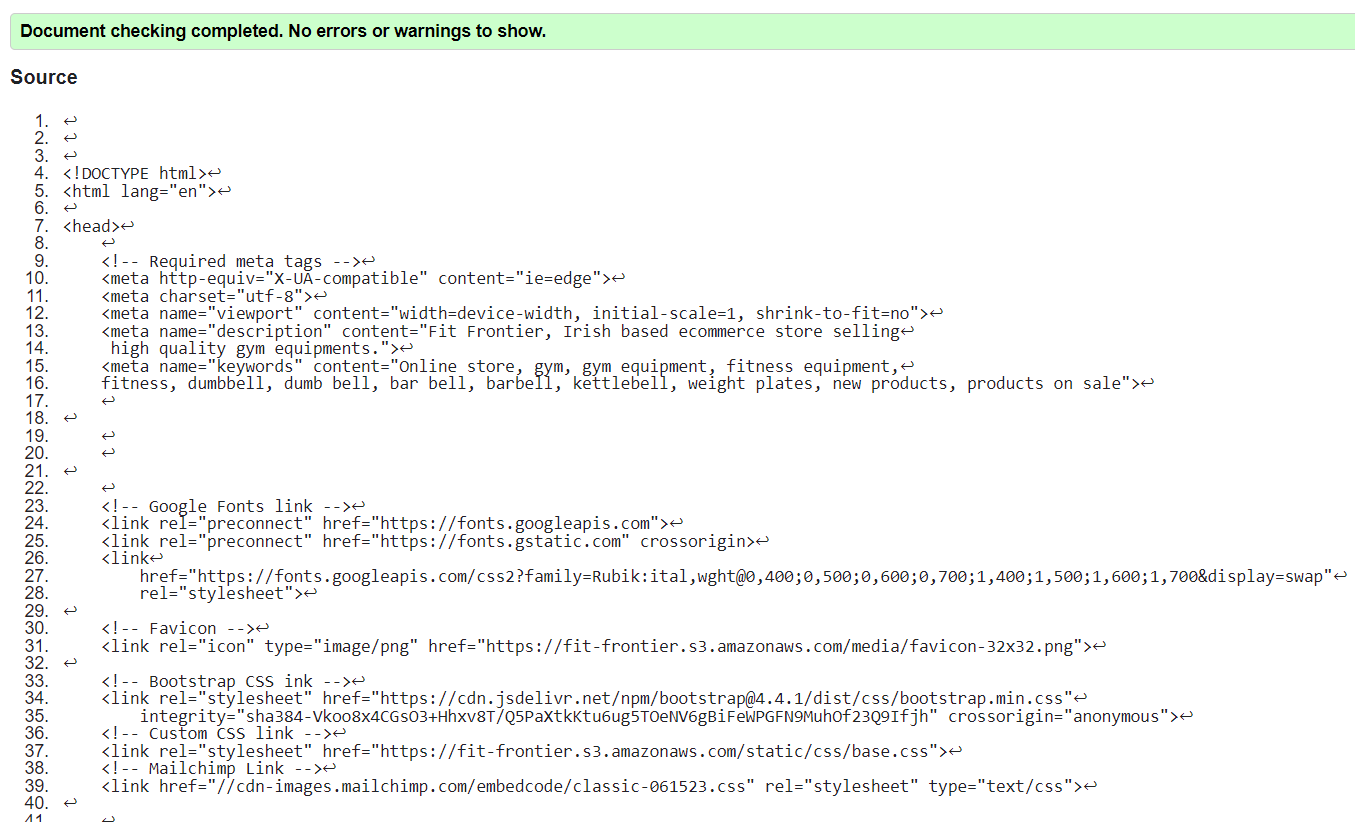 Document checking completed. No errors or warnings to show.
Source
1. ↩
2. ↩
3. ↩
4. <!DOCTYPE html>↩
5. <html lang="en">↩
6. ↩
7. <head>↩
8. ↩
9. <!-- Required meta tags -->↩
10. <meta http-equiv="X-UA-compatible" content="ie=edge">↩
11. <meta charset="utf-8">↩
12. <meta name="viewport" content="width=device-width, initial-scale=1, shrink-to-fit=no">↩
13. <meta name="description" content="Fit Frontier, Irish based ecommerce store selling↩
14. high quality gym equipments.">↩
15. <meta name="keywords" content="Online store, gym, gym equipment, fitness equipment,↩
16. fitness, dumbbell, dumb bell, bar bell, barbell, kettlebell, weight plates, new products, products on sale">↩
17. ↩
18. ↩
19. ↩
20. ↩
21. ↩
22. ↩
23. <!-- Google Fonts link -->↩
24. <link rel="preconnect" href="https://fonts.googleapis.com">↩
25. <link rel="preconnect" href="https://fonts.gstatic.com" crossorigin>↩
26. <link↩
27. href="https://fonts.googleapis.com/css2?family=Rubik:ital,wght@0,400;0,500;0,600;0,700;1,400;1,500;1,600;1,700&display=swap"↩
28. rel="stylesheet">↩
29. ↩
30. <!-- Favicon -->↩
31. <link rel="icon" type="image/png" href="https://fit-frontier.s3.amazonaws.com/media/favicon-32x32.png">↩
32. ↩
33. <!-- Bootstrap CSS ink -->↩
34. <link rel="stylesheet" href="https://cdn.jsdelivr.net/npm/bootstrap@4.4.1/dist/css/bootstrap.min.css"↩
35. integrity="sha384-Vkoo8x4CGsO3+Hhxv8T/Q5PaXtkKtu6ug5TOeNV6gBiFeWPGFN9MuhOf23Q9Ifjh" crossorigin="anonymous">↩
36. <!-- Custom CSS link -->↩
37. <link rel="stylesheet" href="https://fit-frontier.s3.amazonaws.com/static/css/base.css">↩
38. <!-- Mailchimp Link -->↩
39. <link href="//cdn-images.mailchimp.com/embedcode/classic-061523.css" rel="stylesheet" type="text/css">↩
40. ↩
41. ↩